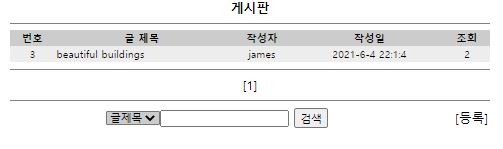 게시판
번호 글 제목 작성자 작성일 조회
3 beautiful buildings james 2021-6-4 22:1:4 2
[1]
글제목 검색 [등록]